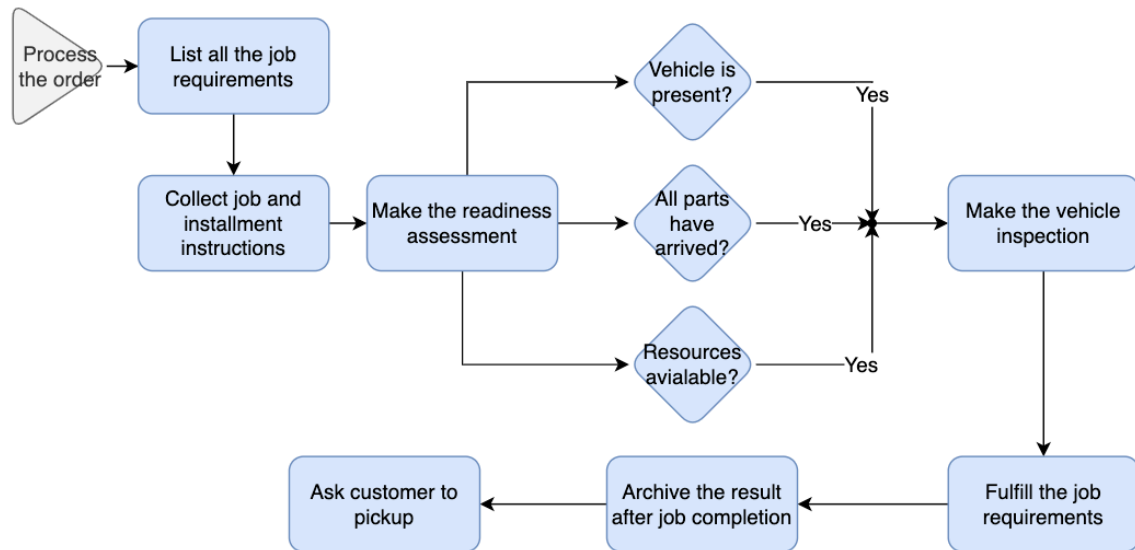 Process
the order
List all the job
requirements
Collect job and
installment
instructions
Make the readiness
assessment
Vehicle is
present?
Yes
All parts
have
arrived?
Yes
Resources
avialable?
Yes
Make the vehicle
inspection
Fulfill the job
requirements
Archive the result
after job completion
Ask customer to
pickup